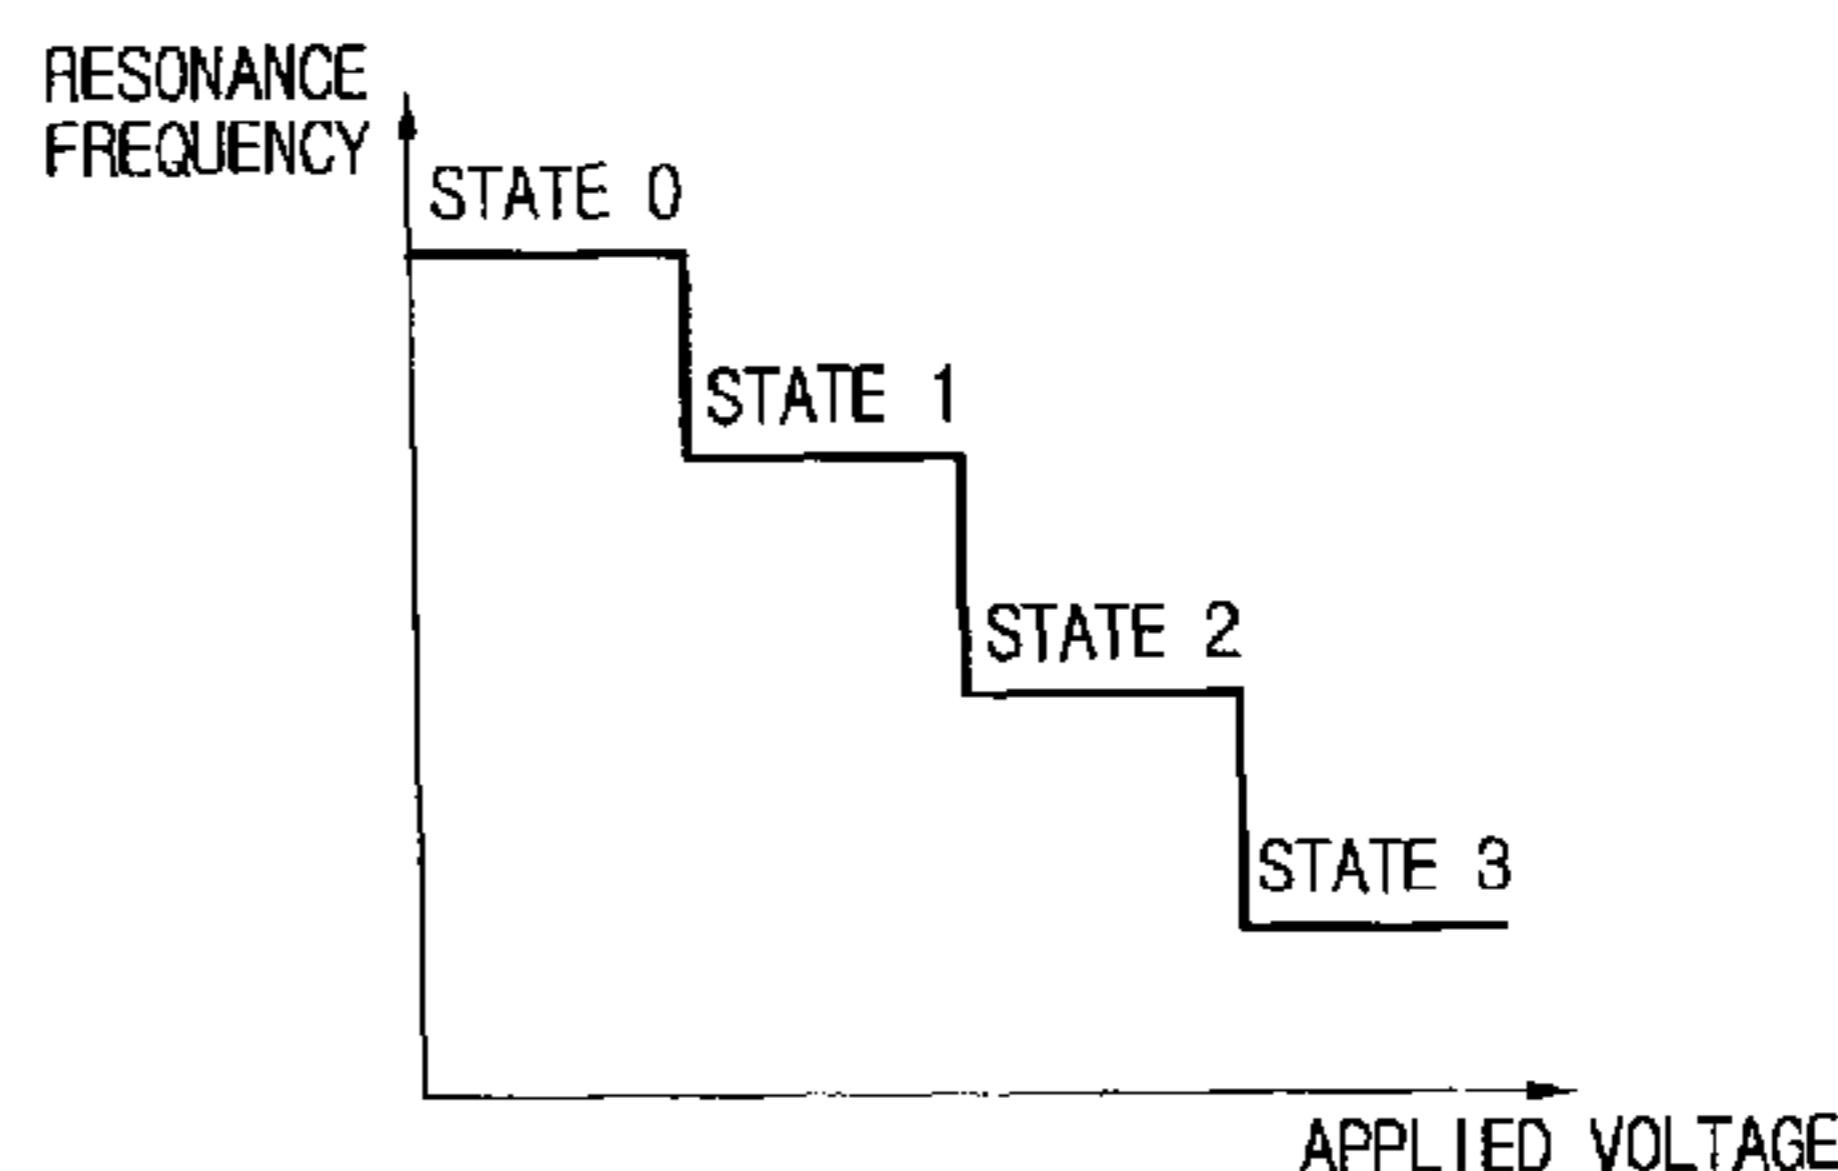 RESONANCE
FREQUENCY
STATE 0
STATE 1
STATE 2
STATE 3
APPLIED VOLTAGE